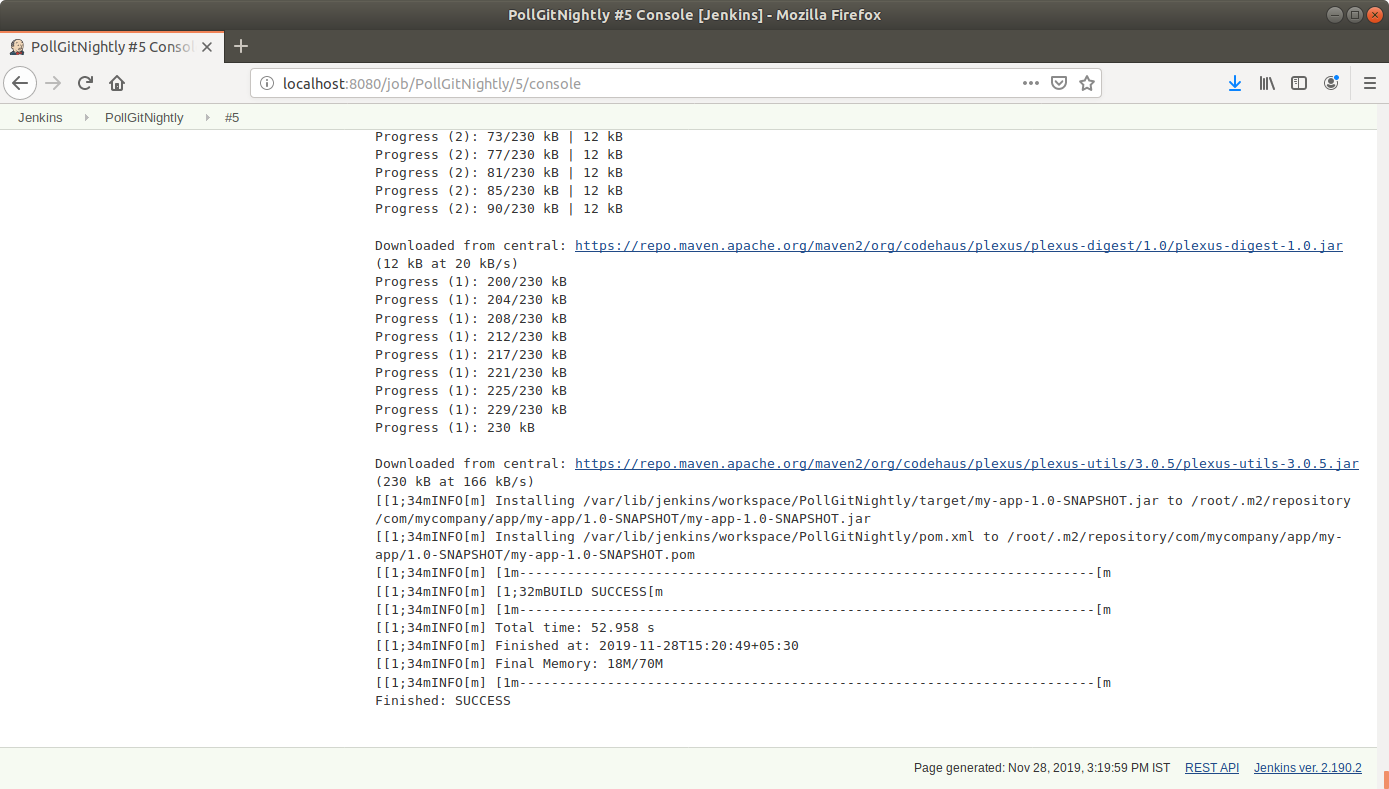 PollGitNightly #5 Console [Jenkins] - Mozilla Firefox
PollGitNightly #5 Conso
localhost:8080/job/PollGitNightly/5/console
Jenkins PollGitNightly #5
Progress (2): 73/230 kB | 12 kB
Progress (2): 77/230 kB | 12 kB
Progress (2): 81/230 kB | 12 kB
Progress (2): 85/230 kB | 12 kB
Progress (2): 90/230 kB | 12 kB
Downloaded from central: https://repo.maven.apache.org/maven2/org/codehaus/plexus/plexus-digest/1.0/plexus-digest-1.0.jar
(12 kB at 20 kB/s)
Progress (1): 200/230 kB
Progress (1): 204/230 kB
Progress (1): 208/230 kB
Progress (1): 212/230 kB
Progress (1): 217/230 kB
Progress (1): 221/230 kB
Progress (1): 225/230 kB
Progress (1): 229/230 kB
Progress (1): 230 kB
Downloaded from central: https://repo.maven.apache.org/maven2/org/codehaus/plexus/plexus-utils/3.0.5/plexus-utils-3.0.5.jar
(230 kB at 166 kB/s)
[[1;34mINFO[m] Installing /var/lib/jenkins/workspace/PollGitNightly/target/my-app-1.0-SNAPSHOT.jar to /root/.m2/repository
/com/mycompany/app/my-app/1.0-SNAPSHOT/my-app-1.0-SNAPSHOT.jar
[[1;34mINFO[m] Installing /var/lib/jenkins/workspace/PollGitNightly/pom.xml to /root/.m2/repository/com/mycompany/app/my-
app/1.0-SNAPSHOT/my-app-1.0-SNAPSHOT.pom
[[1;34mINFO[m] [1m------------------------------------------------------------------------[m
[[1;34mINFO[m] [1;32mBUILD SUCCESS[m
[[1;34mINFO[m] [1m------------------------------------------------------------------------[m
[[1;34mINFO[m] Total time: 52.958 s
[[1;34mINFO[m] Finished at: 2019-11-28T15:20:49+05:30
[[1;34mINFO[m] Final Memory: 18M/70M
[[1;34mINFO[m] [1m------------------------------------------------------------------------[m
Finished: SUCCESS
Page generated: Nov 28, 2019, 3:19:59 PM IST REST API Jenkins ver. 2.190.2